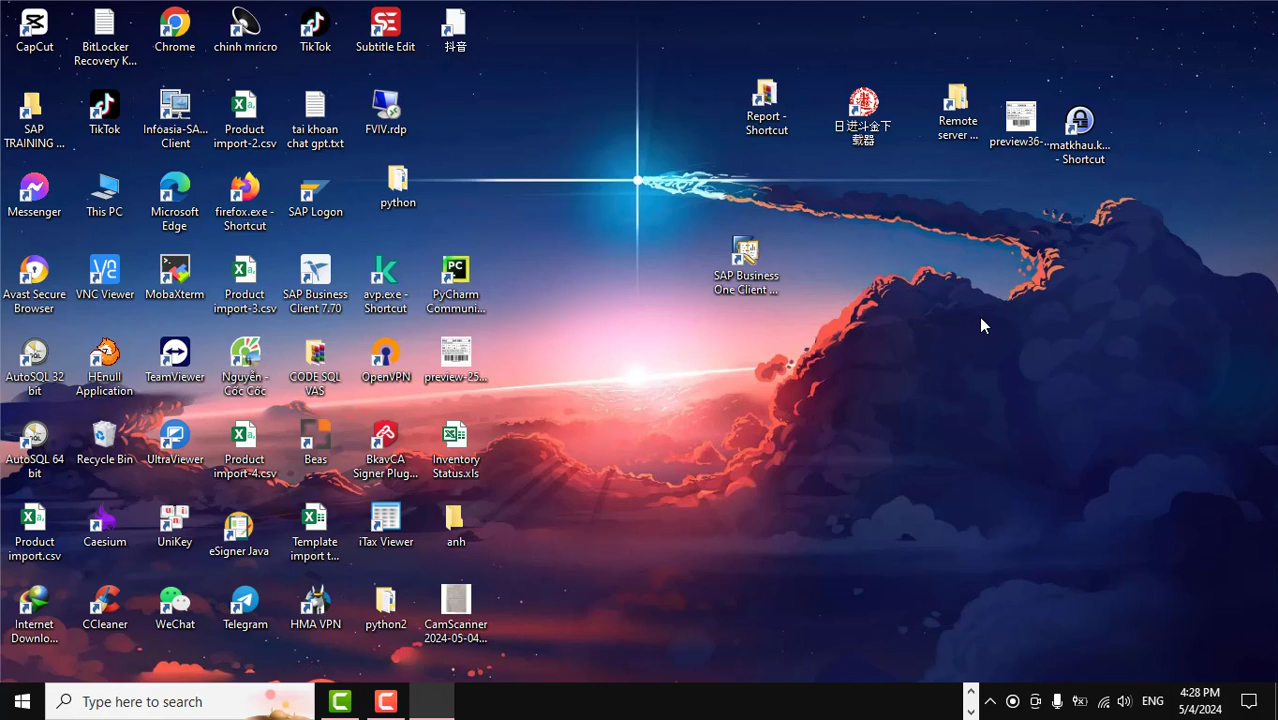 CapCut
BitLocker
Recovery K...
Chrome
chinh mricro
TikTok
Subtitle Edit
抖音
SAP
TRAINING ...
TikTok
Infoasia-SA...
Client
Product
import-2.csv
tai khoan
chat gpt.txt
FVIV.rdp
Report -
Shortcut
日进斗金下
载器
Remote
server ...
preview36-...
matkhau.k...
- Shortcut
Messenger
This PC
Microsoft
Edge
firefox.exe -
Shortcut
SAP Logon
python
Avast Secure
Browser
VNC Viewer
MobaXterm
Product
import-3.csv
SAP Business
Client 7.70
avp.exe -
Shortcut
PyCharm
Communi...
SAP Business
One Client ...
AutoSQL 32
bit
HEnull
Application
TeamViewer
Nguyễn -
Cốc Cốc
CODE SQL
VAS
OpenVPN
preview-25...
AutoSQL 64
bit
Recycle Bin
UltraViewer
Product
import-4.csv
Beas
BkavCA
Signer Plug...
Inventory
Status.xls
Product
import.csv
Caesium
UniKey
eSigner Java
Template
import t...
iTax Viewer
anh
Internet
Downlo...
CCleaner
WeChat
Telegram
HMA VPN
python2
CamScanner
2024-05-04...
Type here to search
ENG
4:28 PM
5/4/2024